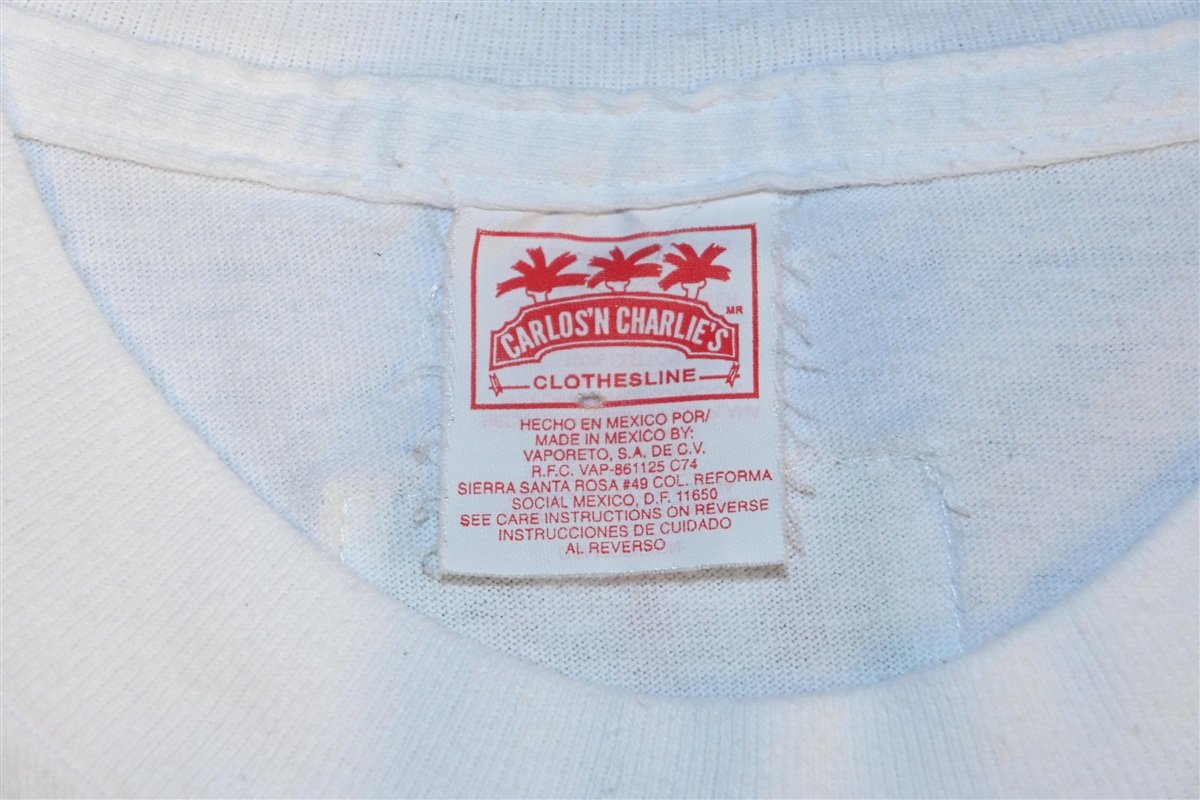 CARLOS'N CHARLIE'S
MR
CLOTHESLINE
HECHO EN MEXICO POR/
MADE IN MEXICO BY:
VAPORETO, S.A. DE C.V.
R.F.C. VAP-861125 C74
SIERRA SANTA ROSA #49 COL. REFORMA
SOCIAL MEXICO, D.F. 11650
SEE CARE INSTRUCTIONS ON REVERSE
INSTRUCCIONES DE CUIDADO
AL REVERSO